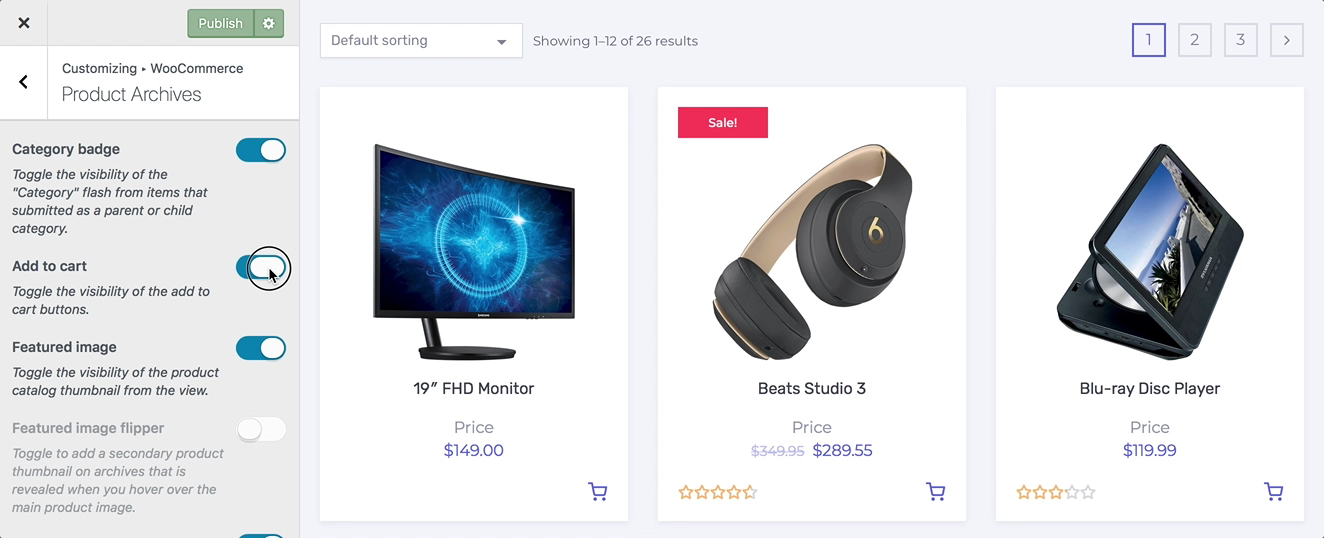 Publish
Customizing ▸ WooCommerce
Product Archives
Category badge
Toggle the visibility of the
"Category" flash from items that
submitted as a parent or child
category.
Add to cart
Toggle the visibility of the add to
cart buttons.
Featured image
Toggle the visibility of the product
catalog thumbnail from the view.
Featured image flipper
Toggle to add a secondary product
thumbnail on archives that is
revealed when you hover over the
main product image.
Default sorting
Showing 1–12 of 26 results
1 2 3
SAMSUNG
19″ FHD Monitor
Price
$149.00
Sale!
Beats Studio 3
Price
$349.95 $289.55
SYLVANIA
Blu-ray Disc Player
Price
$119.99